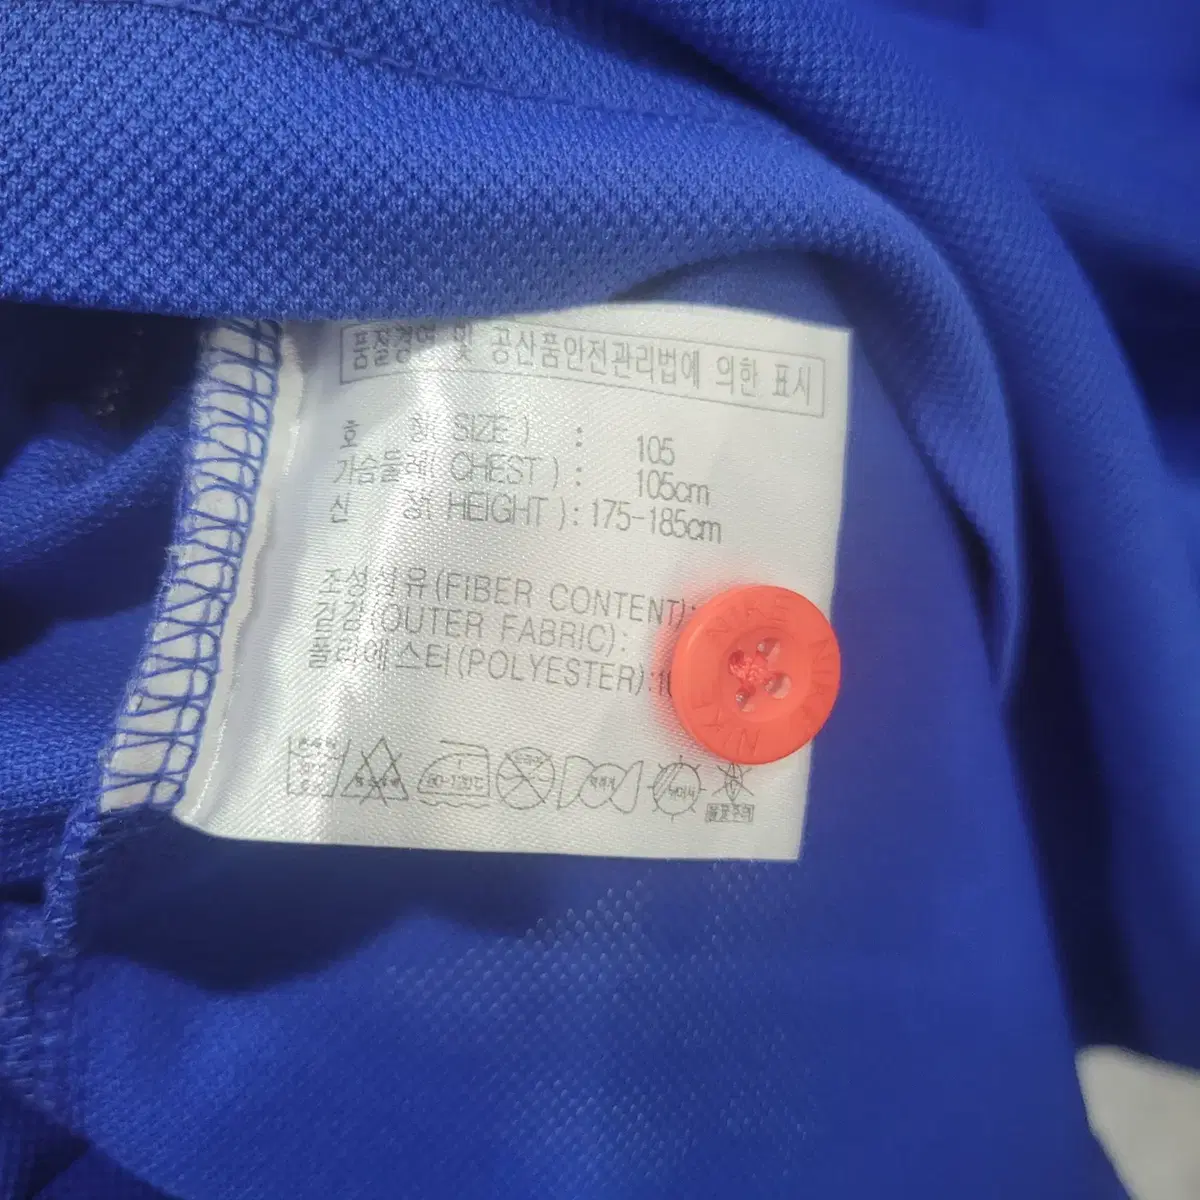 품질경영 및 공산품안전관리법에 의한 표시
호 칭( SIZE ) : 105
가슴둘레( CHEST ) : 105cm
신 장( HEIGHT ) : 175-185cm
조성섬유(FIBER CONTENT):
겉감(OUTER FABRIC):
폴리에스터(POLYESTER):1
NIKE NIKE